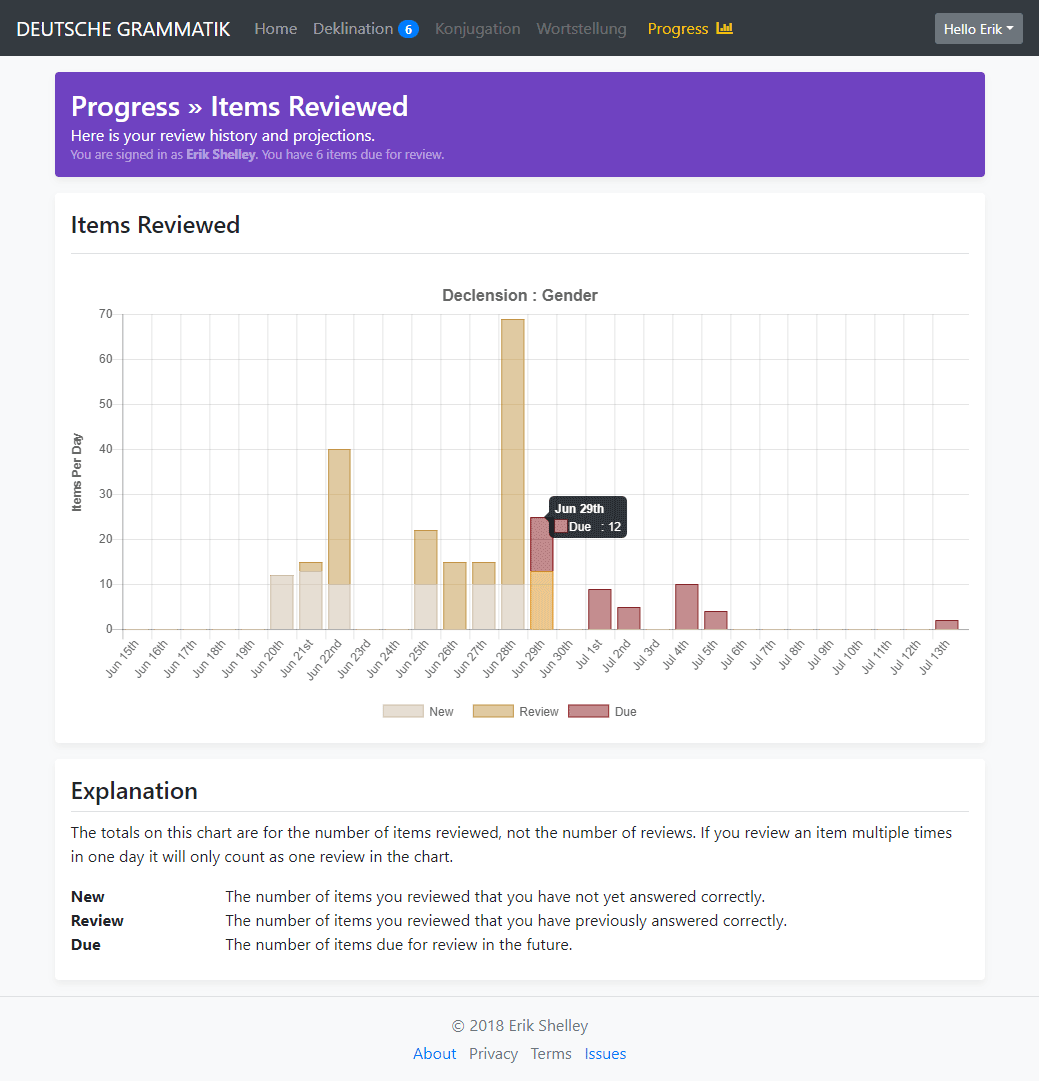 DEUTSCHE GRAMMATIK Home Deklination 6 Konjugation Wortstellung Progress Hello Erik
Progress » Items Reviewed
Here is your review history and projections.
You are signed in as Erik Shelley. You have 6 items due for review.
Items Reviewed
Declension : Gender
Items Per Day
70
60
50
40
30
20
10
0
Jun 29th
Due : 12
Jun 15th Jun 16th Jun 17th Jun 18th Jun 19th Jun 20th Jun 21st Jun 22nd Jun 23rd Jun 24th Jun 25th Jun 26th Jun 27th Jun 28th Jun 29th Jun 30th Jul 1st Jul 2nd Jul 3rd Jul 4th Jul 5th Jul 6th Jul 7th Jul 8th Jul 9th Jul 10th Jul 11th Jul 12th Jul 13th
New Review Due
Explanation
The totals on this chart are for the number of items reviewed, not the number of reviews. If you review an item multiple times
in one day it will only count as one review in the chart.
New The number of items you reviewed that you have not yet answered correctly.
Review The number of items you reviewed that you have previously answered correctly.
Due The number of items due for review in the future.
© 2018 Erik Shelley
About Privacy Terms Issues